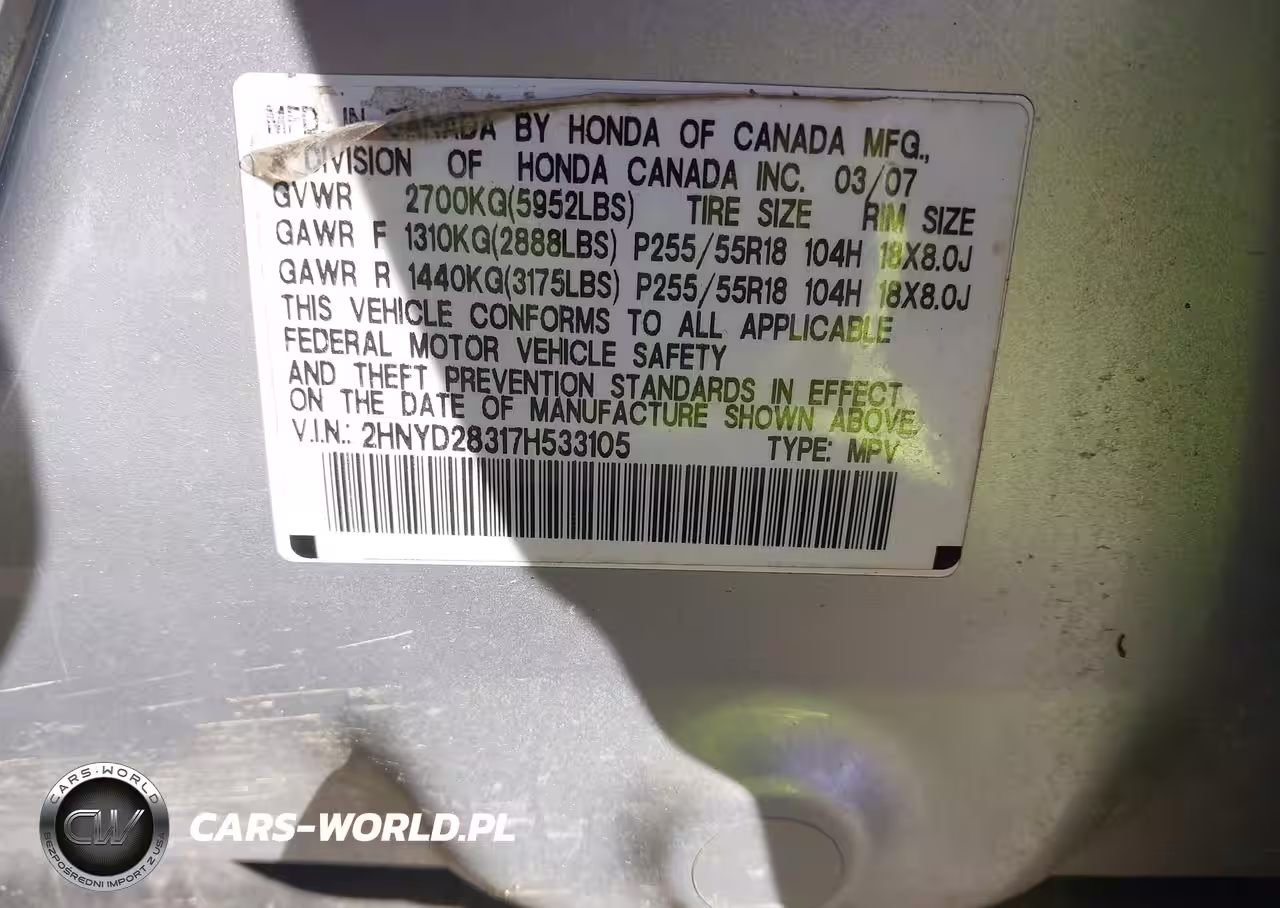 MFD. IN CANADA BY HONDA OF CANADA MFG.,
A DIVISION OF HONDA CANADA INC. 03/07
GVWR 2700KG(5952LBS) TIRE SIZE RIM SIZE
GAWR F 1310KG(2888LBS) P255/55R18 104H 18X8.0J
GAWR R 1440KG(3175LBS) P255/55R18 104H 18X8.0J
THIS VEHICLE CONFORMS TO ALL APPLICABLE
FEDERAL MOTOR VEHICLE SAFETY
AND THEFT PREVENTION STANDARDS IN EFFECT
ON THE DATE OF MANUFACTURE SHOWN ABOVE.
V.I.N.: 2HNYD28317H533105 TYPE: MPV
CARS-WORLD
CW
BEZPOŚREDNI IMPORT Z USA
CARS-WORLD.PL